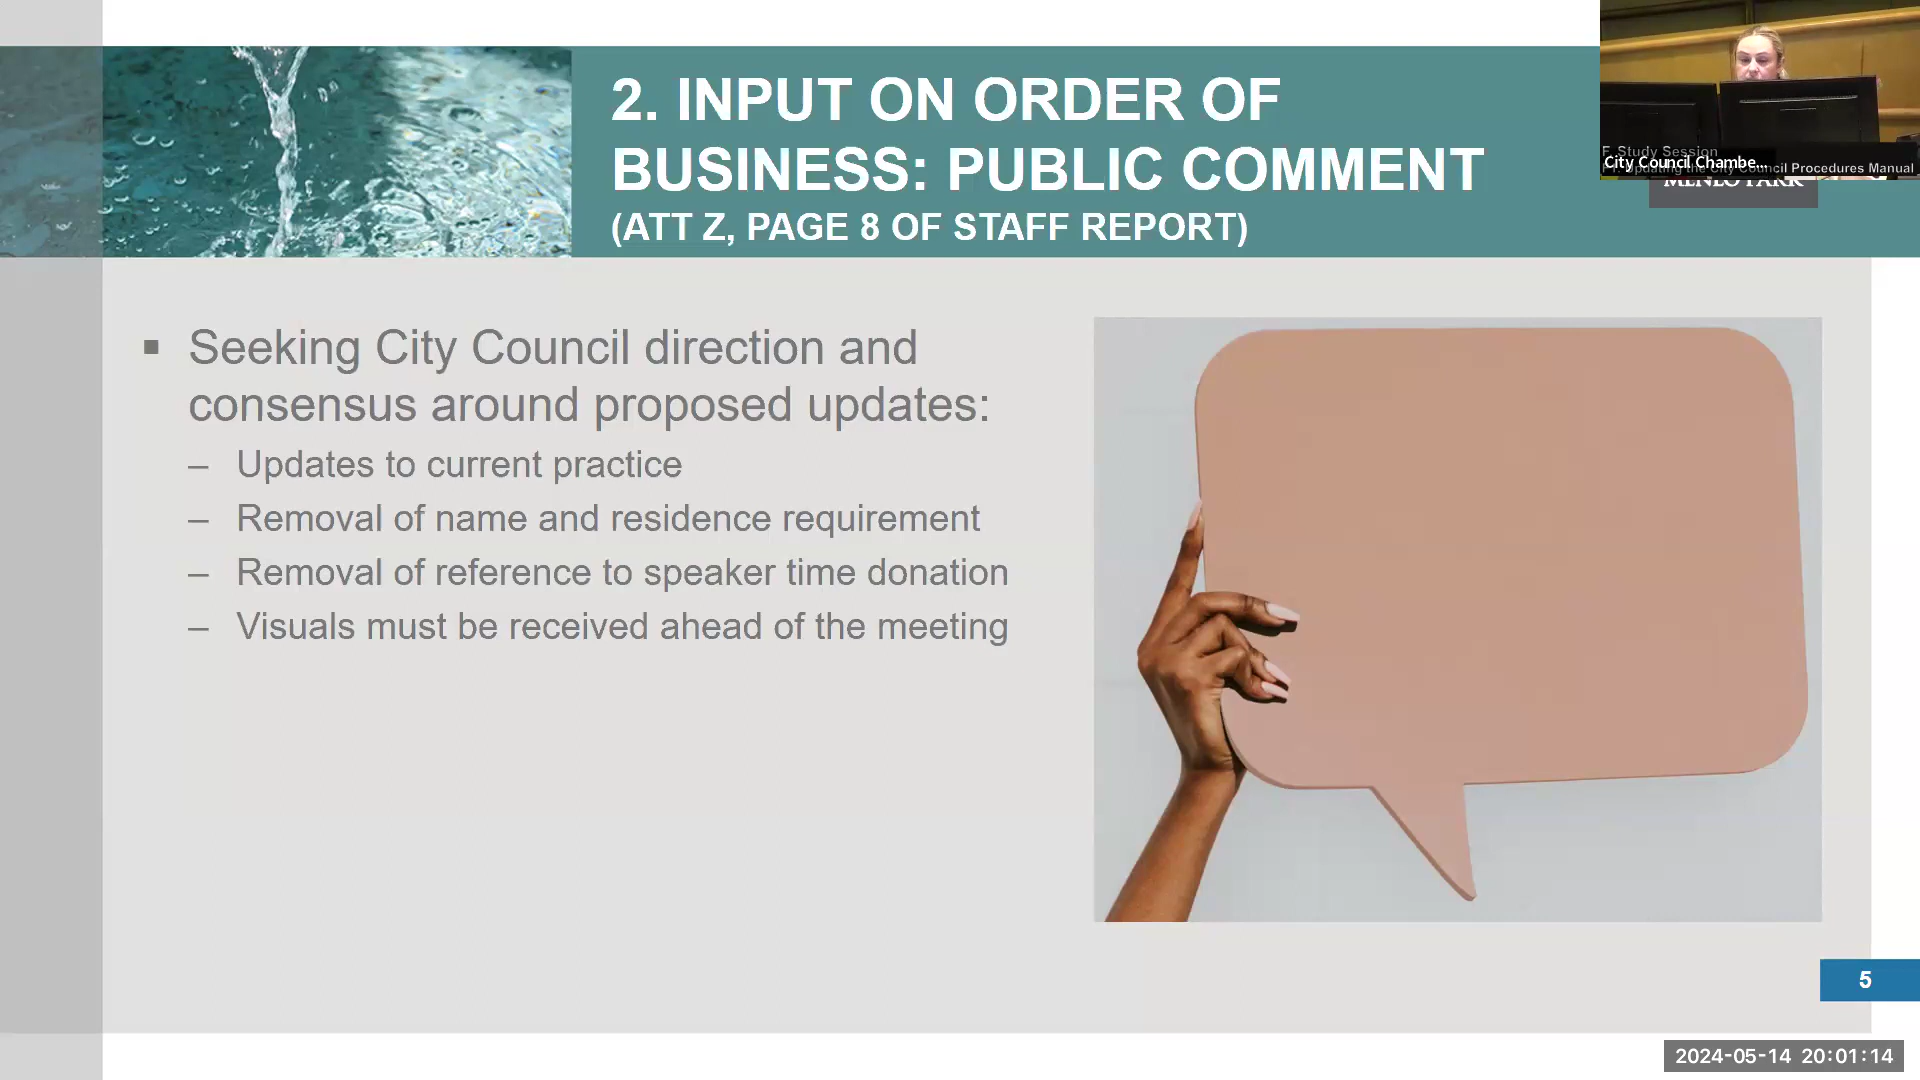 2. INPUT ON ORDER OF
BUSINESS: PUBLIC COMMENT
(ATT Z, PAGE 8 OF STAFF REPORT)
F. Study Session
City Council Chambe...
F1. Updating the City Council Procedures Manual
MENLO PARK
▪ Seeking City Council direction and
consensus around proposed updates:
– Updates to current practice
– Removal of name and residence requirement
– Removal of reference to speaker time donation
– Visuals must be received ahead of the meeting
5
2024-05-14 20:01:14